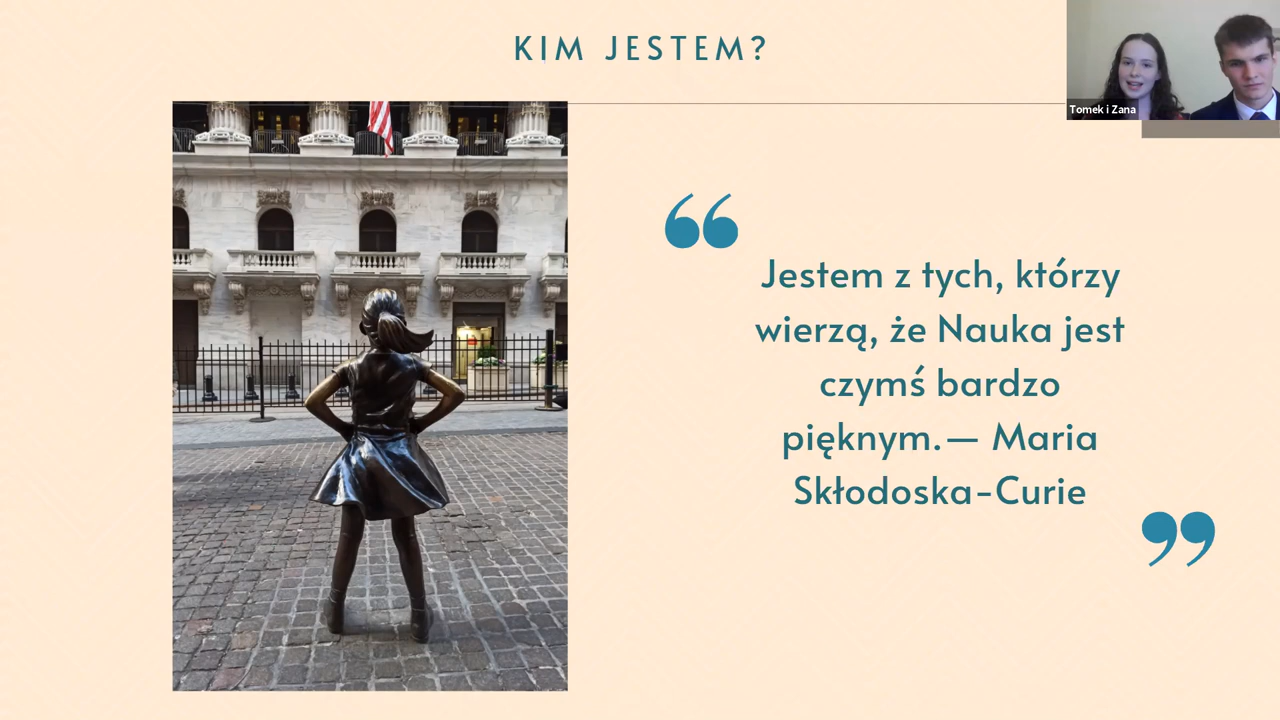 KIM JESTEM?
Tomek i Zana
“
Jestem z tych, którzy
wierzą, że Nauka jest
czymś bardzo
pięknym.— Maria
Skłodoska-Curie
”